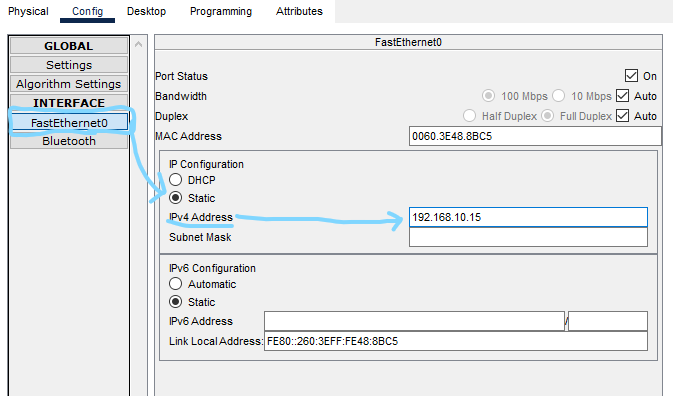 Physical Config Desktop Programming Attributes
GLOBAL
Settings
Algorithm Settings
INTERFACE
FastEthernet0
Bluetooth
FastEthernet0
Port Status On
Bandwidth 100 Mbps 10 Mbps Auto
Duplex Half Duplex Full Duplex Auto
MAC Address 0060.3E48.8BC5
IP Configuration
DHCP
Static
IPv4 Address 192.168.10.15
Subnet Mask
IPv6 Configuration
Automatic
Static
IPv6 Address /
Link Local Address: FE80::260:3EFF:FE48:8BC5